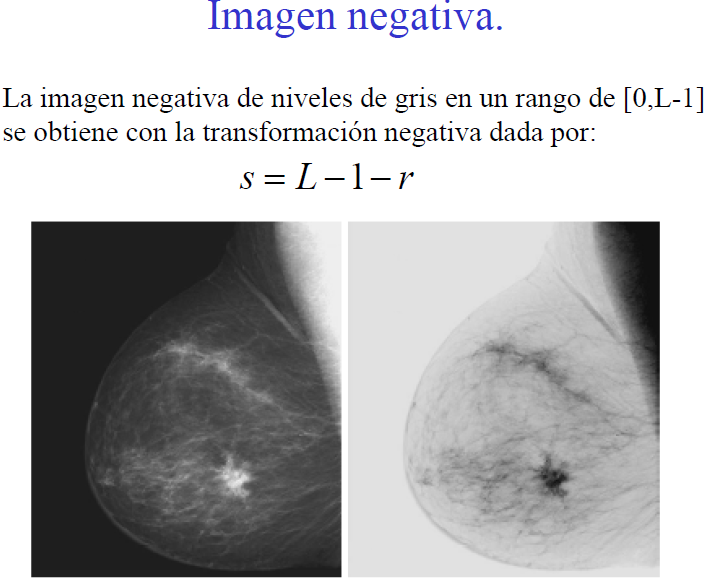 Imagen negativa.
La imagen negativa de niveles de gris en un rango de [0,L-1]
se obtiene con la transformación negativa dada por:
s = L − 1 − r